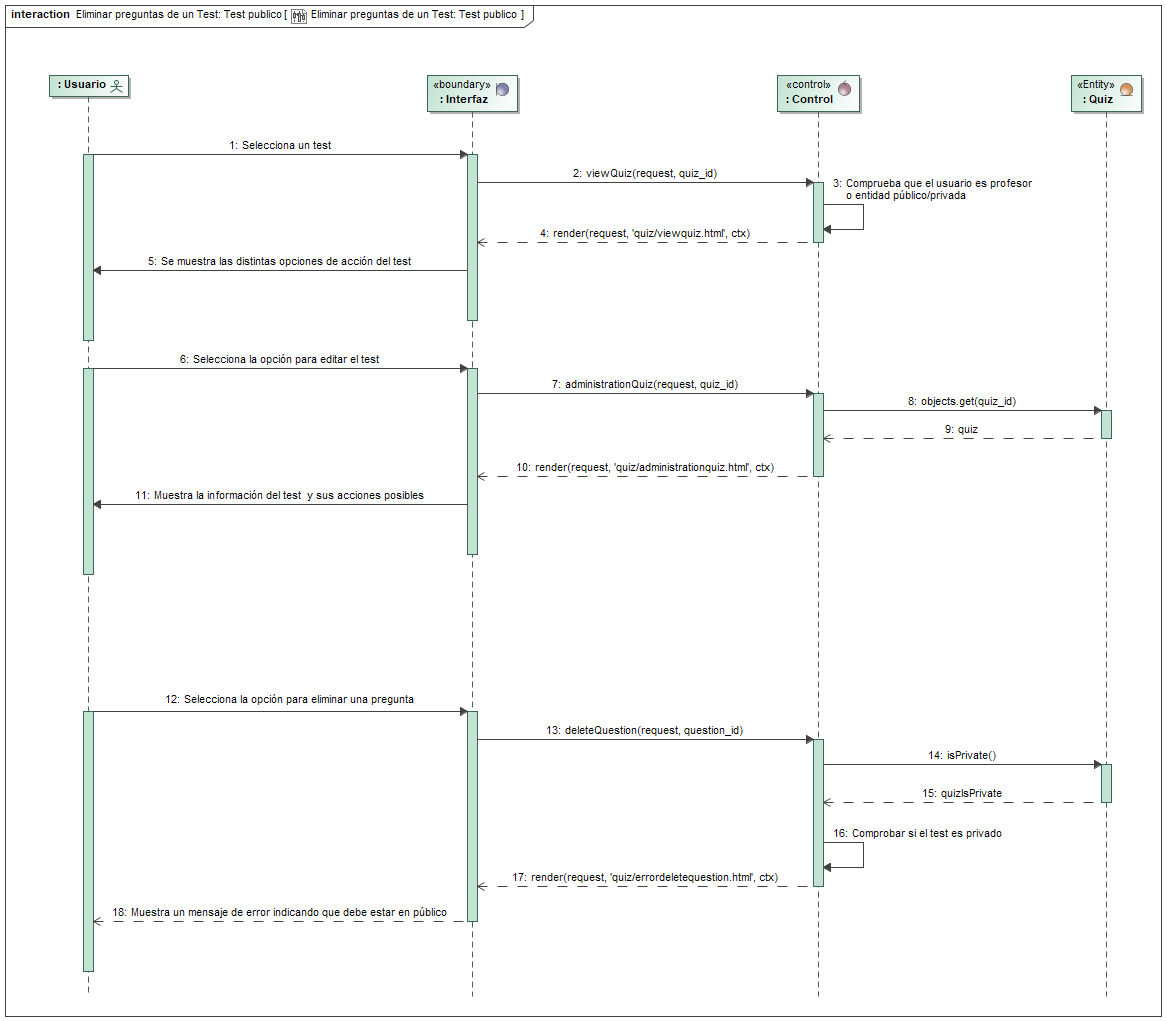 interaction Eliminar preguntas de un Test: Test publico [ Eliminar preguntas de un Test: Test publico ]
: Usuario
«boundary»
: Interfaz
«control»
: Control
«Entity»
: Quiz
1: Selecciona un test
2: viewQuiz(request, quiz_id)
3: Comprueba que el usuario es profesor
o entidad público/privada
4: render(request, 'quiz/viewquiz.html', ctx)
5: Se muestra las distintas opciones de acción del test
6: Selecciona la opción para editar el test
7: administrationQuiz(request, quiz_id)
8: objects.get(quiz_id)
9: quiz
10: render(request, 'quiz/administrationquiz.html', ctx)
11: Muestra la información del test y sus acciones posibles
12: Selecciona la opción para eliminar una pregunta
13: deleteQuestion(request, question_id)
14: isPrivate()
15: quizIsPrivate
16: Comprobar si el test es privado
17: render(request, 'quiz/errordeletequestion.html', ctx)
18: Muestra un mensaje de error indicando que debe estar en público